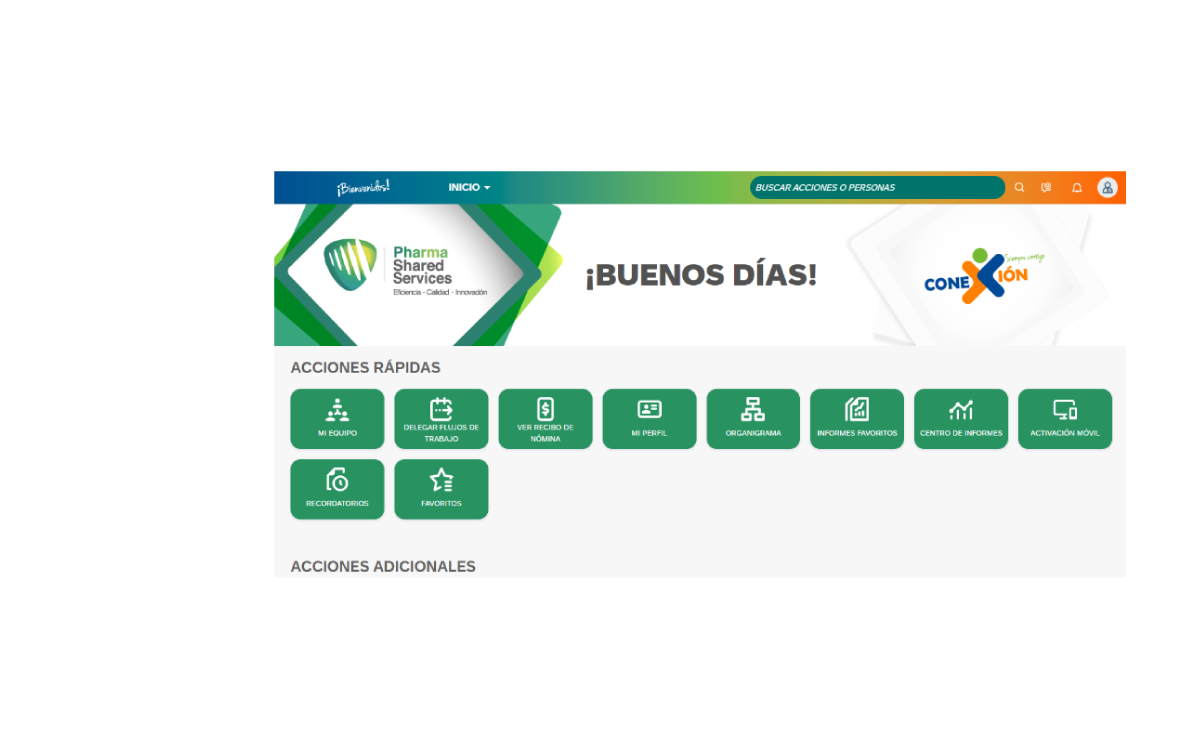 ¡Bienvenidos!
INICIO
BUSCAR ACCIONES O PERSONAS
Pharma
Shared
Services
Eficiencia - Calidad - Innovación
¡BUENOS DÍAS!
Siempre contigo
CONEXIÓN
ACCIONES RÁPIDAS
MI EQUIPO
DELEGAR FLUJOS DE
TRABAJO
VER RECIBO DE
NÓMINA
MI PERFIL
ORGANIGRAMA
INFORMES FAVORITOS
CENTRO DE INFORMES
ACTIVACIÓN MÓVIL
RECORDATORIOS
FAVORITOS
ACCIONES ADICIONALES